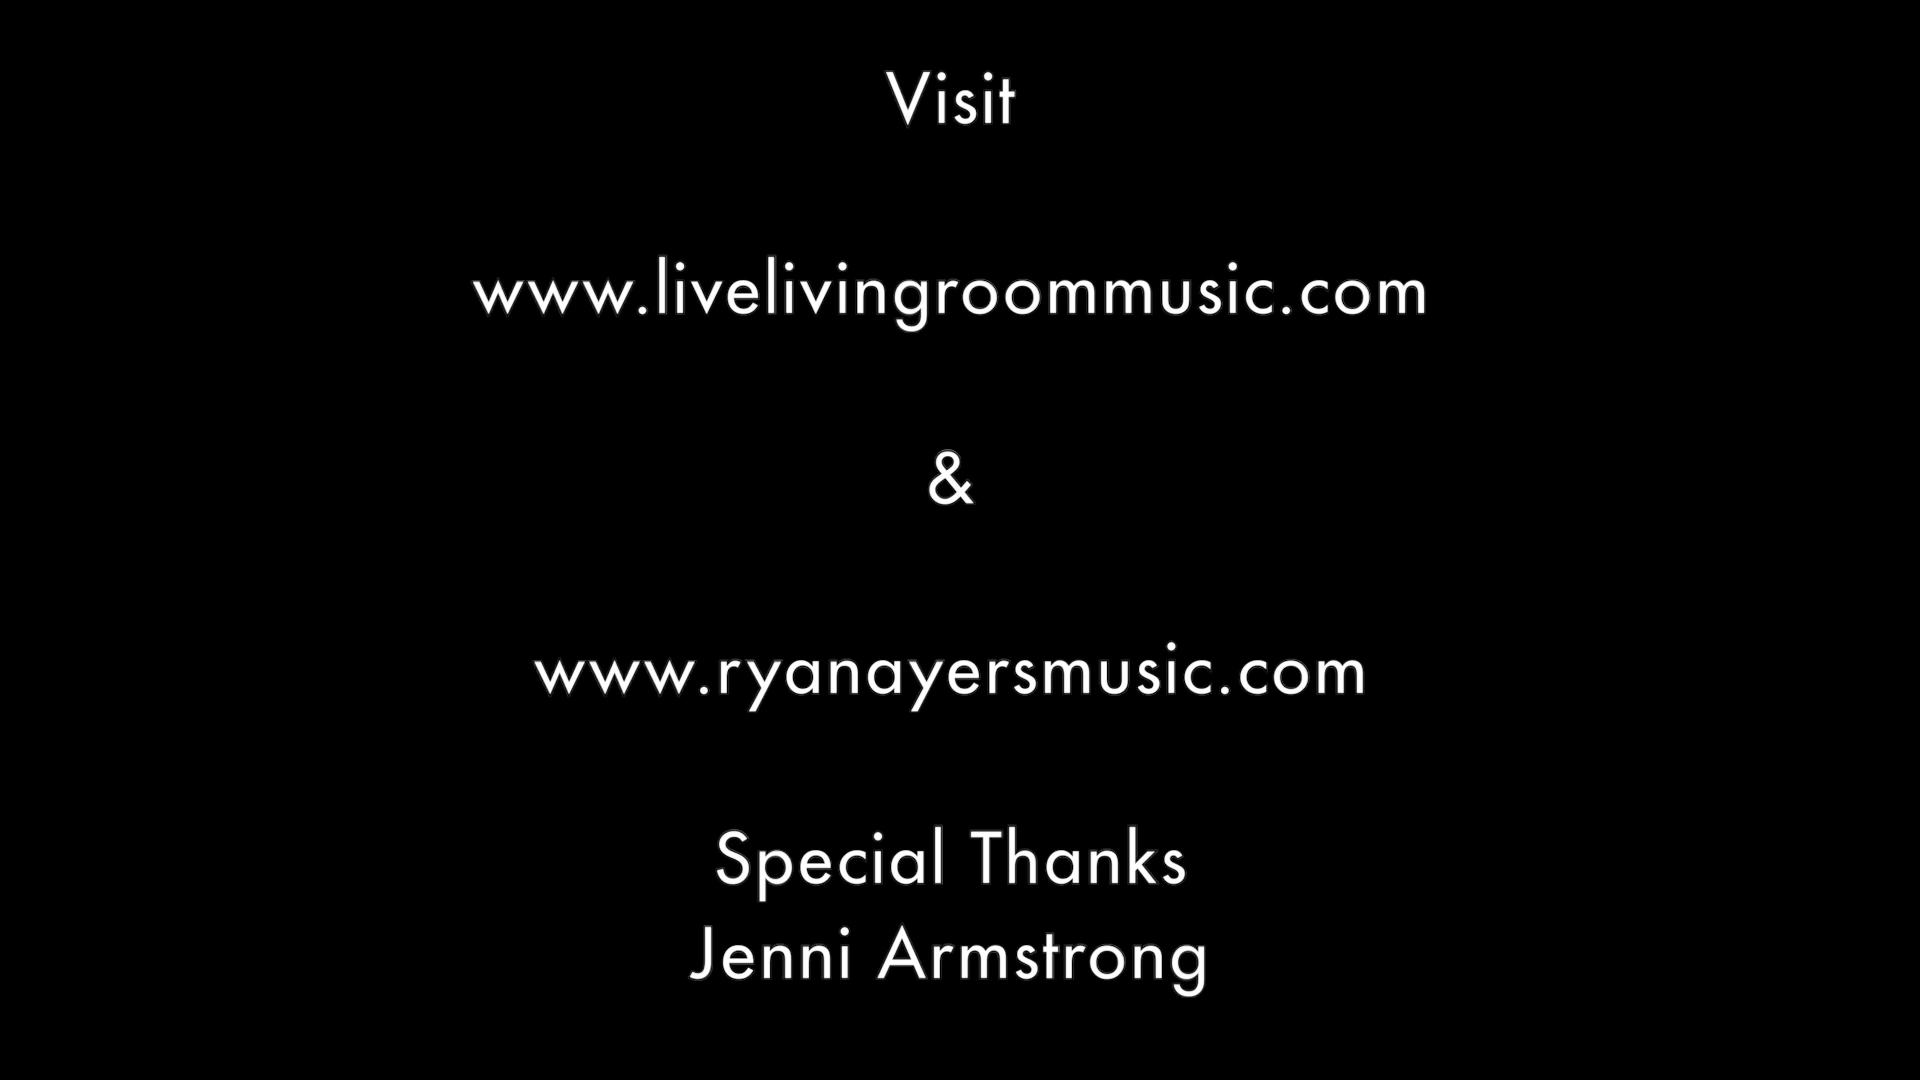 Visit
www.livelivingroommusic.com
&
www.ryanayersmusic.com
Special Thanks
Jenni Armstrong